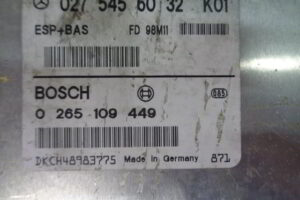 027 545 60 32 K01
ESP+BAS FD 98M11
BOSCH
0 265 109 449
DKCH48983775 Made in Germany 871